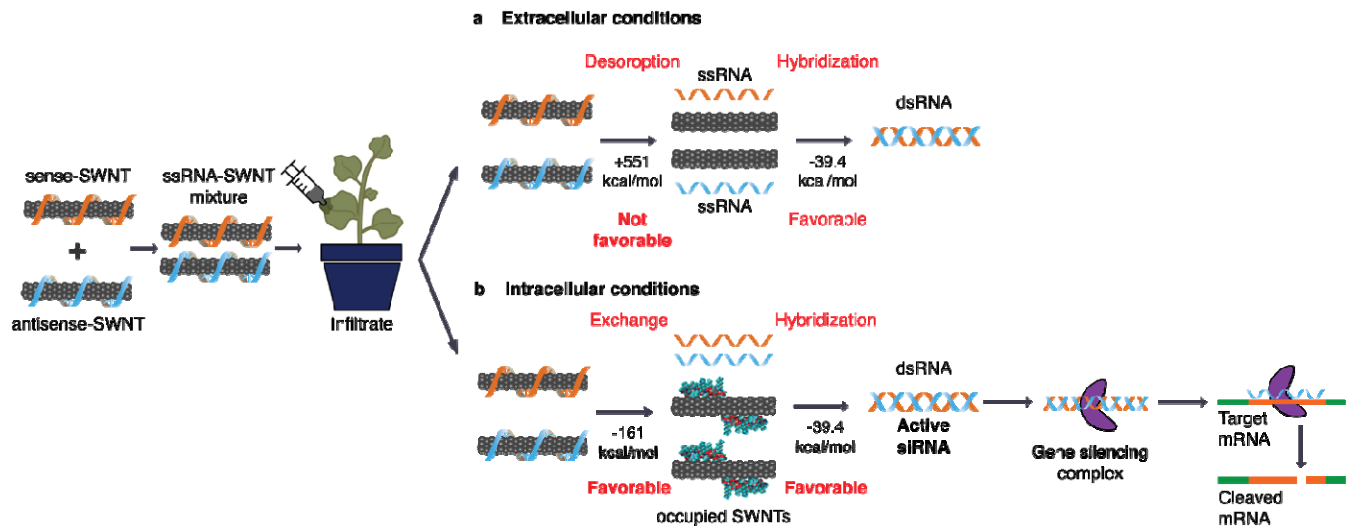 a Extracellular conditions
Desoroption
ssRNA
Hybridization
dsRNA
+551
kcal/mol
-39.4
kcal/mol
ssRNA
Not
favorable
Favorable
sense-SWNT
+
antisense-SWNT
ssRNA-SWNT
mixture
Infiltrate
b Intracellular conditions
Exchange
Hybridization
dsRNA
-161
kcal/mol
-39.4
kcal/mol
Active
siRNA
Favorable
Favorable
occupied SWNTs
Gene silencing
complex
Target
mRNA
Cleaved
mRNA